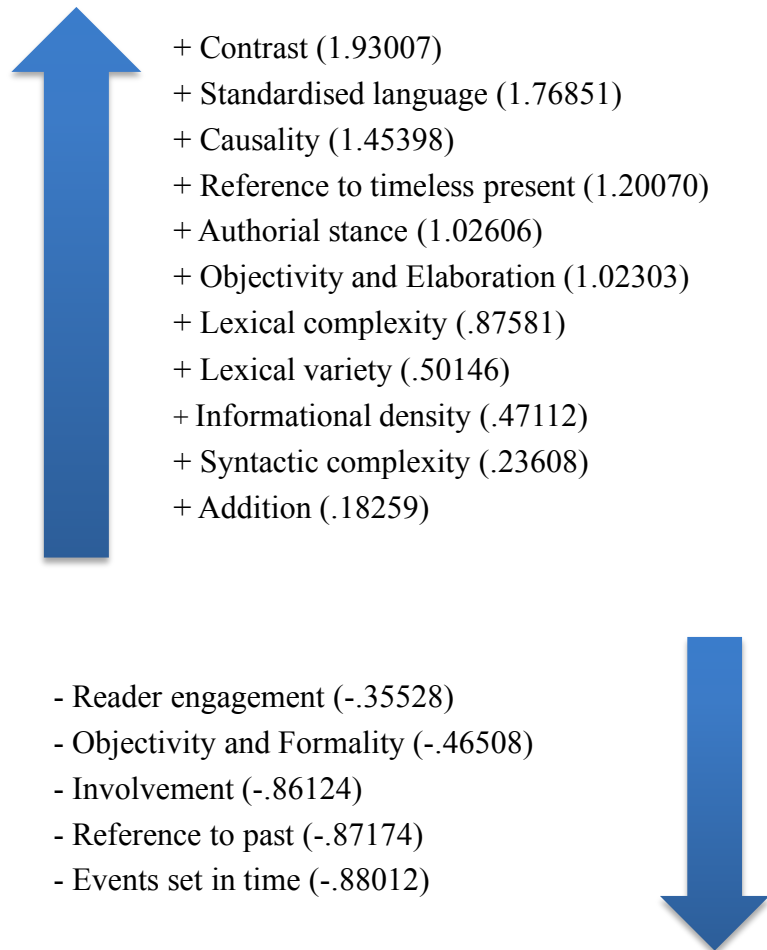 + Contrast (1.93007)
+ Standardised language (1.76851)
+ Causality (1.45398)
+ Reference to timeless present (1.20070)
+ Authorial stance (1.02606)
+ Objectivity and Elaboration (1.02303)
+ Lexical complexity (.87581)
+ Lexical variety (.50146)
+ Informational density (.47112)
+ Syntactic complexity (.23608)
+ Addition (.18259)
- Reader engagement (-.35528)
- Objectivity and Formality (-.46508)
- Involvement (-.86124)
- Reference to past (-.87174)
- Events set in time (-.88012)